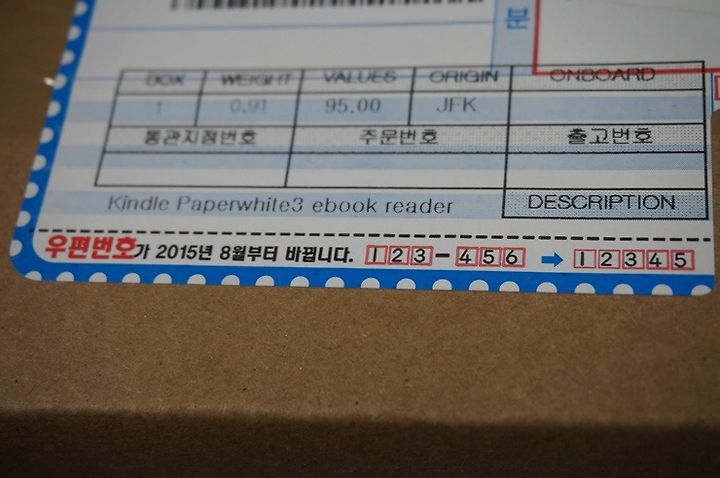 BOX WEIGHT VALUES ORIGIN ONBOARD
1 0.91 95.00 JFK
통관지점번호 주문번호 출고번호
Kindle Paperwhite3 ebook reader DESCRIPTION
우편번호가 2015년 8월부터 바뀝니다. 123-456 → 12345